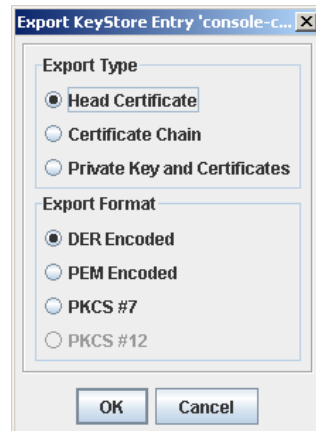 Export KeyStore Entry 'console-c...
Export Type
Head Certificate
Certificate Chain
Private Key and Certificates
Export Format
DER Encoded
PEM Encoded
PKCS #7
PKCS #12
OK Cancel